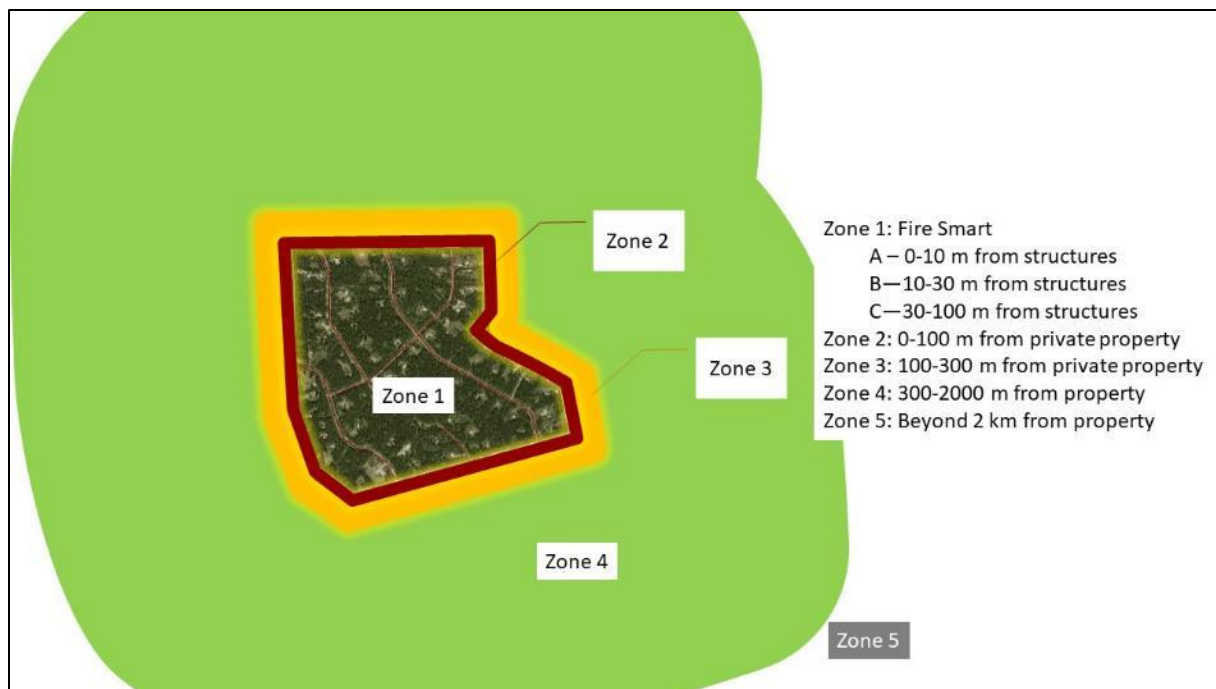 Zone 2
Zone 3
Zone 1
Zone 4
Zone 5
Zone 1: Fire Smart
A – 0-10 m from structures
B—10-30 m from structures
C—30-100 m from structures
Zone 2: 0-100 m from private property
Zone 3: 100-300 m from private property
Zone 4: 300-2000 m from property
Zone 5: Beyond 2 km from property